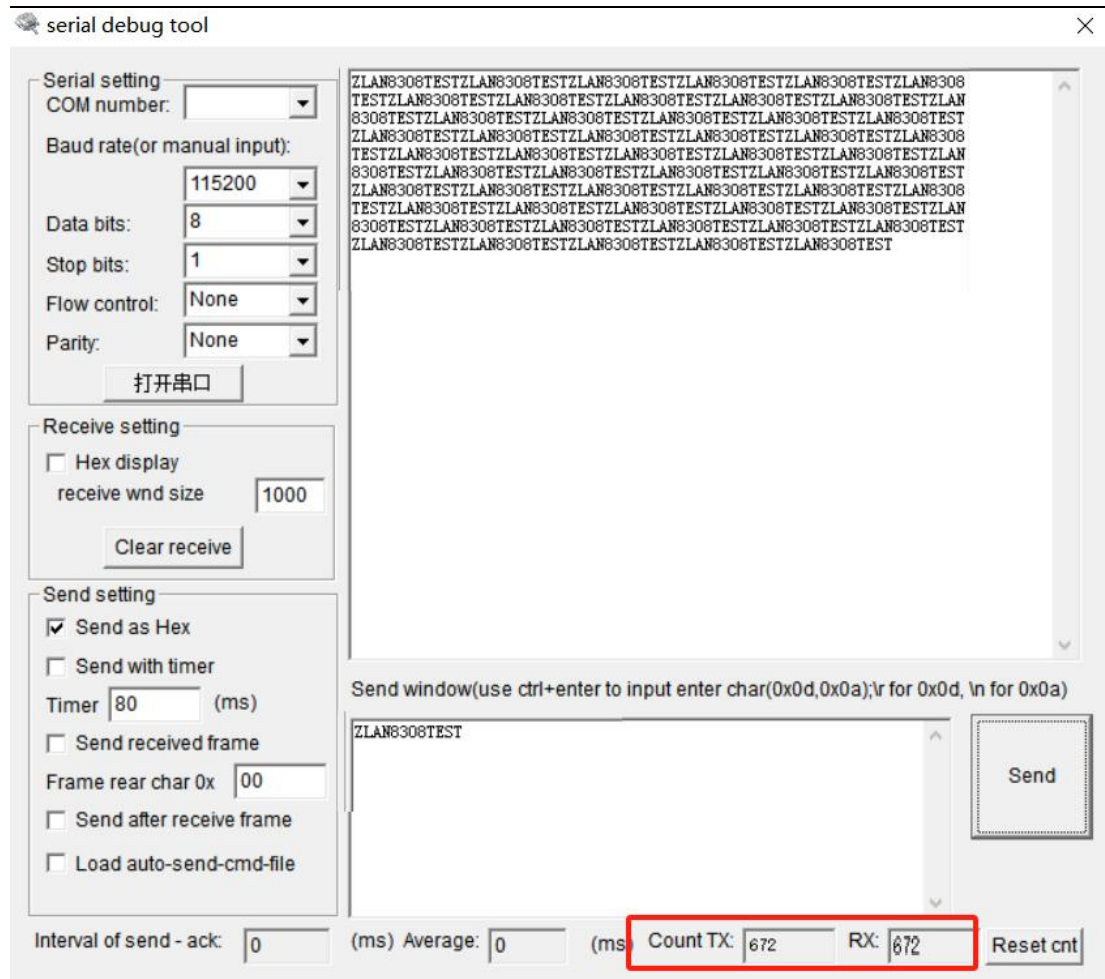 serial debug tool
Serial setting
COM number:
Baud rate(or manual input):
115200
Data bits: 8
Stop bits: 1
Flow control: None
Parity: None
打开串口
Receive setting
Hex display
receive wnd size 1000
Clear receive
Send setting
Send as Hex
Send with timer
Timer 80 (ms)
Send received frame
Frame rear char 0x 00
Send after receive frame
Load auto-send-cmd-file
ZLAN8308TESTZLAN8308TESTZLAN8308TESTZLAN8308TESTZLAN8308TESTZLAN8308
TESTZLAN8308TESTZLAN8308TESTZLAN8308TESTZLAN8308TESTZLAN8308TESTZLAN
8308TESTZLAN8308TESTZLAN8308TESTZLAN8308TESTZLAN8308TESTZLAN8308TEST
ZLAN8308TESTZLAN8308TESTZLAN8308TESTZLAN8308TESTZLAN8308TESTZLAN8308
TESTZLAN8308TESTZLAN8308TESTZLAN8308TESTZLAN8308TESTZLAN8308TESTZLAN
8308TESTZLAN8308TESTZLAN8308TESTZLAN8308TESTZLAN8308TESTZLAN8308TEST
ZLAN8308TESTZLAN8308TESTZLAN8308TESTZLAN8308TESTZLAN8308TESTZLAN8308
TESTZLAN8308TESTZLAN8308TESTZLAN8308TESTZLAN8308TESTZLAN8308TESTZLAN
8308TESTZLAN8308TESTZLAN8308TESTZLAN8308TESTZLAN8308TESTZLAN8308TEST
ZLAN8308TESTZLAN8308TESTZLAN8308TESTZLAN8308TESTZLAN8308TEST
Send window(use ctrl+enter to input enter char(0x0d,0x0a);\r for 0x0d, \n for 0x0a)
ZLAN8308TEST
Send
Interval of send - ack: 0 (ms) Average: 0 (ms) Count TX: 672 RX: 672 Reset cnt